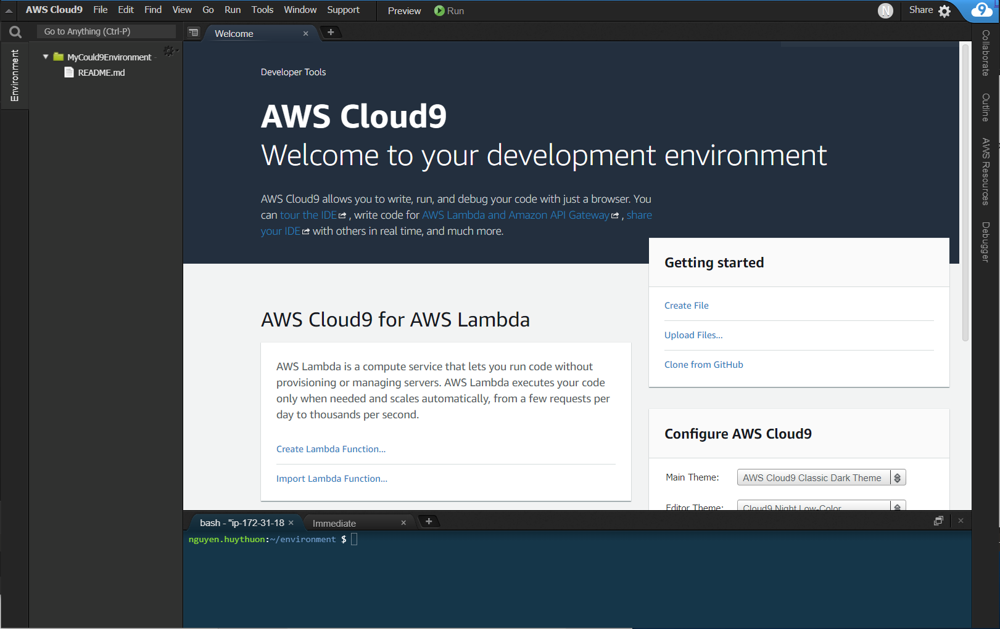 AWS Cloud9 File Edit Find View Go Run Tools Window Support Preview Run N Share 9
Go to Anything (Ctrl-P)
Welcome
Environment
MyCould9Environment -
README.md
Developer Tools
AWS Cloud9
Welcome to your development environment
AWS Cloud9 allows you to write, run, and debug your code with just a browser. You
can tour the IDE , write code for AWS Lambda and Amazon API Gateway , share
your IDE with others in real time, and much more.
Getting started
Create File
Upload Files...
Clone from GitHub
AWS Cloud9 for AWS Lambda
AWS Lambda is a compute service that lets you run code without
provisioning or managing servers. AWS Lambda executes your code
only when needed and scales automatically, from a few requests per
day to thousands per second.
Create Lambda Function...
Import Lambda Function...
Configure AWS Cloud9
Main Theme: AWS Cloud9 Classic Dark Theme
Editor Theme: Cloud9 Night Low-Color
Collaborate
Outline
AWS Resources
Debugger
bash - "ip-172-31-18
Immediate
nguyen.huythuon:~/environment $